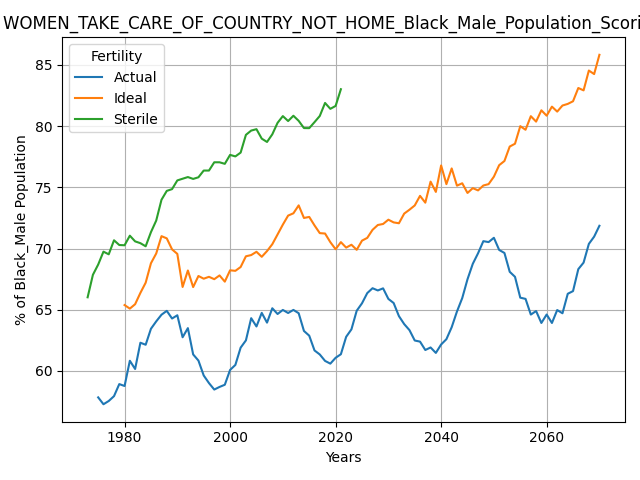 WOMEN_TAKE_CARE_OF_COUNTRY_NOT_HOME_Black_Male_Population_Scori
Fertility
Actual
Ideal
Sterile
% of Black_Male Population
85
80
75
70
65
60
1980 2000 2020 2040 2060
Years